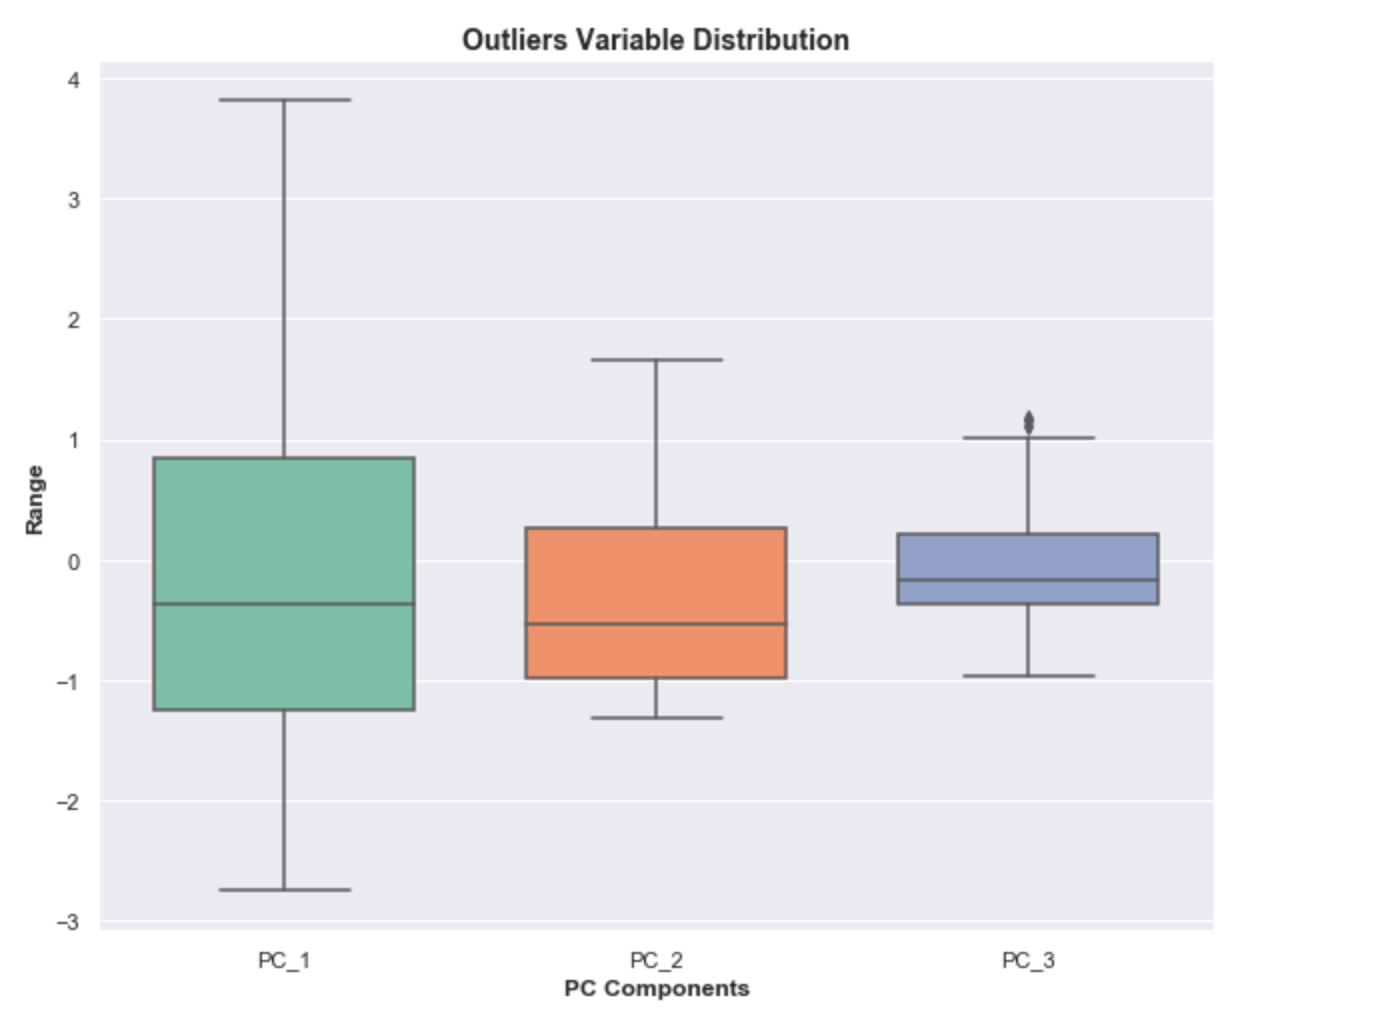 Outliers Variable Distribution
4
3
2
1
0
−1
−2
−3
Range
PC_1 PC_2 PC_3
PC Components